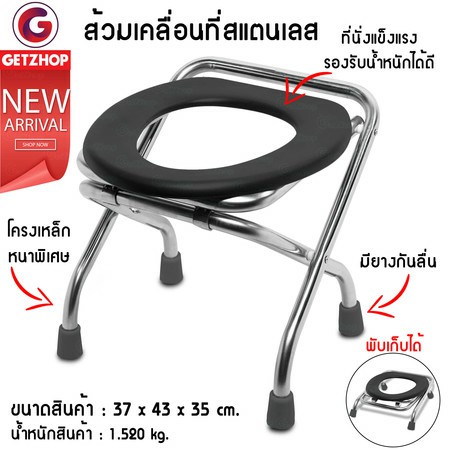 G
GETZHOP
NEW
ARRIVAL
SHOP NOW
ส้วมเคลื่อนที่สแตนเลส
ที่นั่งแข็งแรง
รองรับน้ำหนักได้ดี
โครงเหล็ก
หนาพิเศษ
มียางกันลื่น
พับเก็บได้
ขนาดสินค้า : 37 x 43 x 35 cm.
น้ำหนักสินค้า : 1.520 kg.